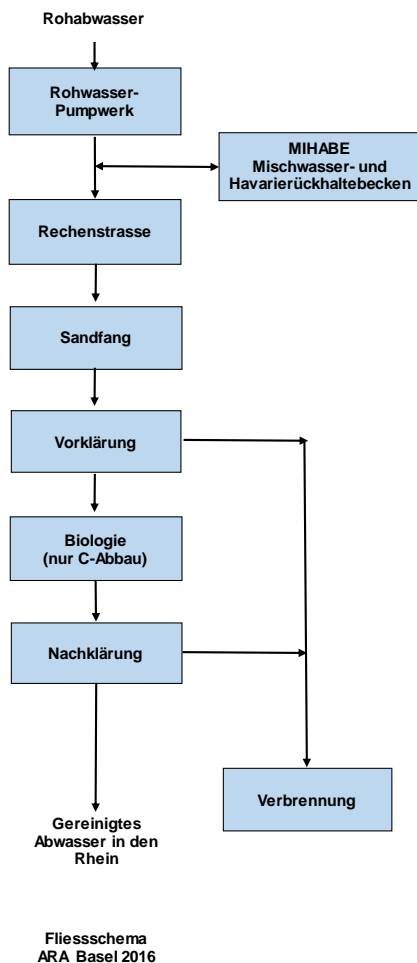 Rohabwasser
Rohwasser-
Pumpwerk
MIHABE
Mischwasser- und
Havarierückhaltebecken
Rechenstrasse
Sandfang
Vorklärung
Biologie
(nur C-Abbau)
Nachklärung
Verbrennung
Gereinigtes
Abwasser in den
Rhein
Fliessschema
ARA Basel 2016